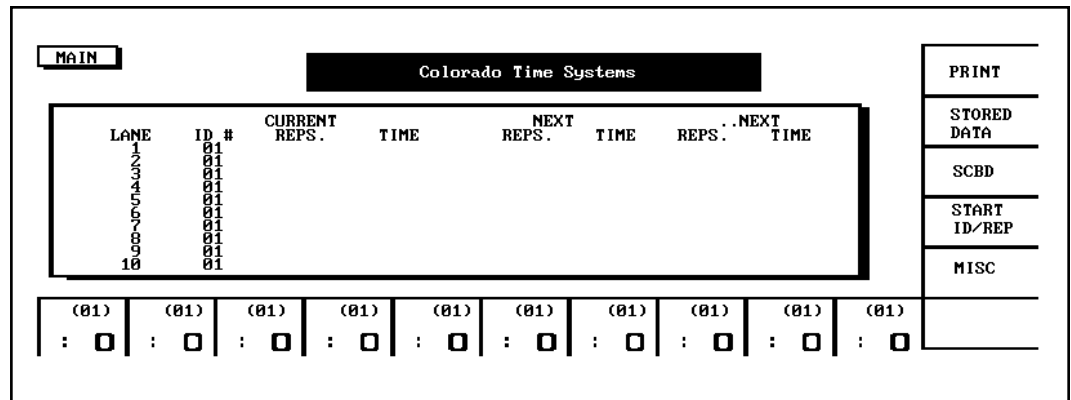 MAIN
Colorado Time Systems
CURRENT NEXT ..NEXT
LANE ID # REPS. TIME REPS. TIME REPS. TIME
1 01
2 01
3 01
4 01
5 01
6 01
7 01
8 01
9 01
10 01
PRINT
STORED
DATA
SCBD
START
ID/REP
MISC
(01) (01) (01) (01) (01) (01) (01) (01) (01) (01)
: 0 : 0 : 0 : 0 : 0 : 0 : 0 : 0 : 0 : 0